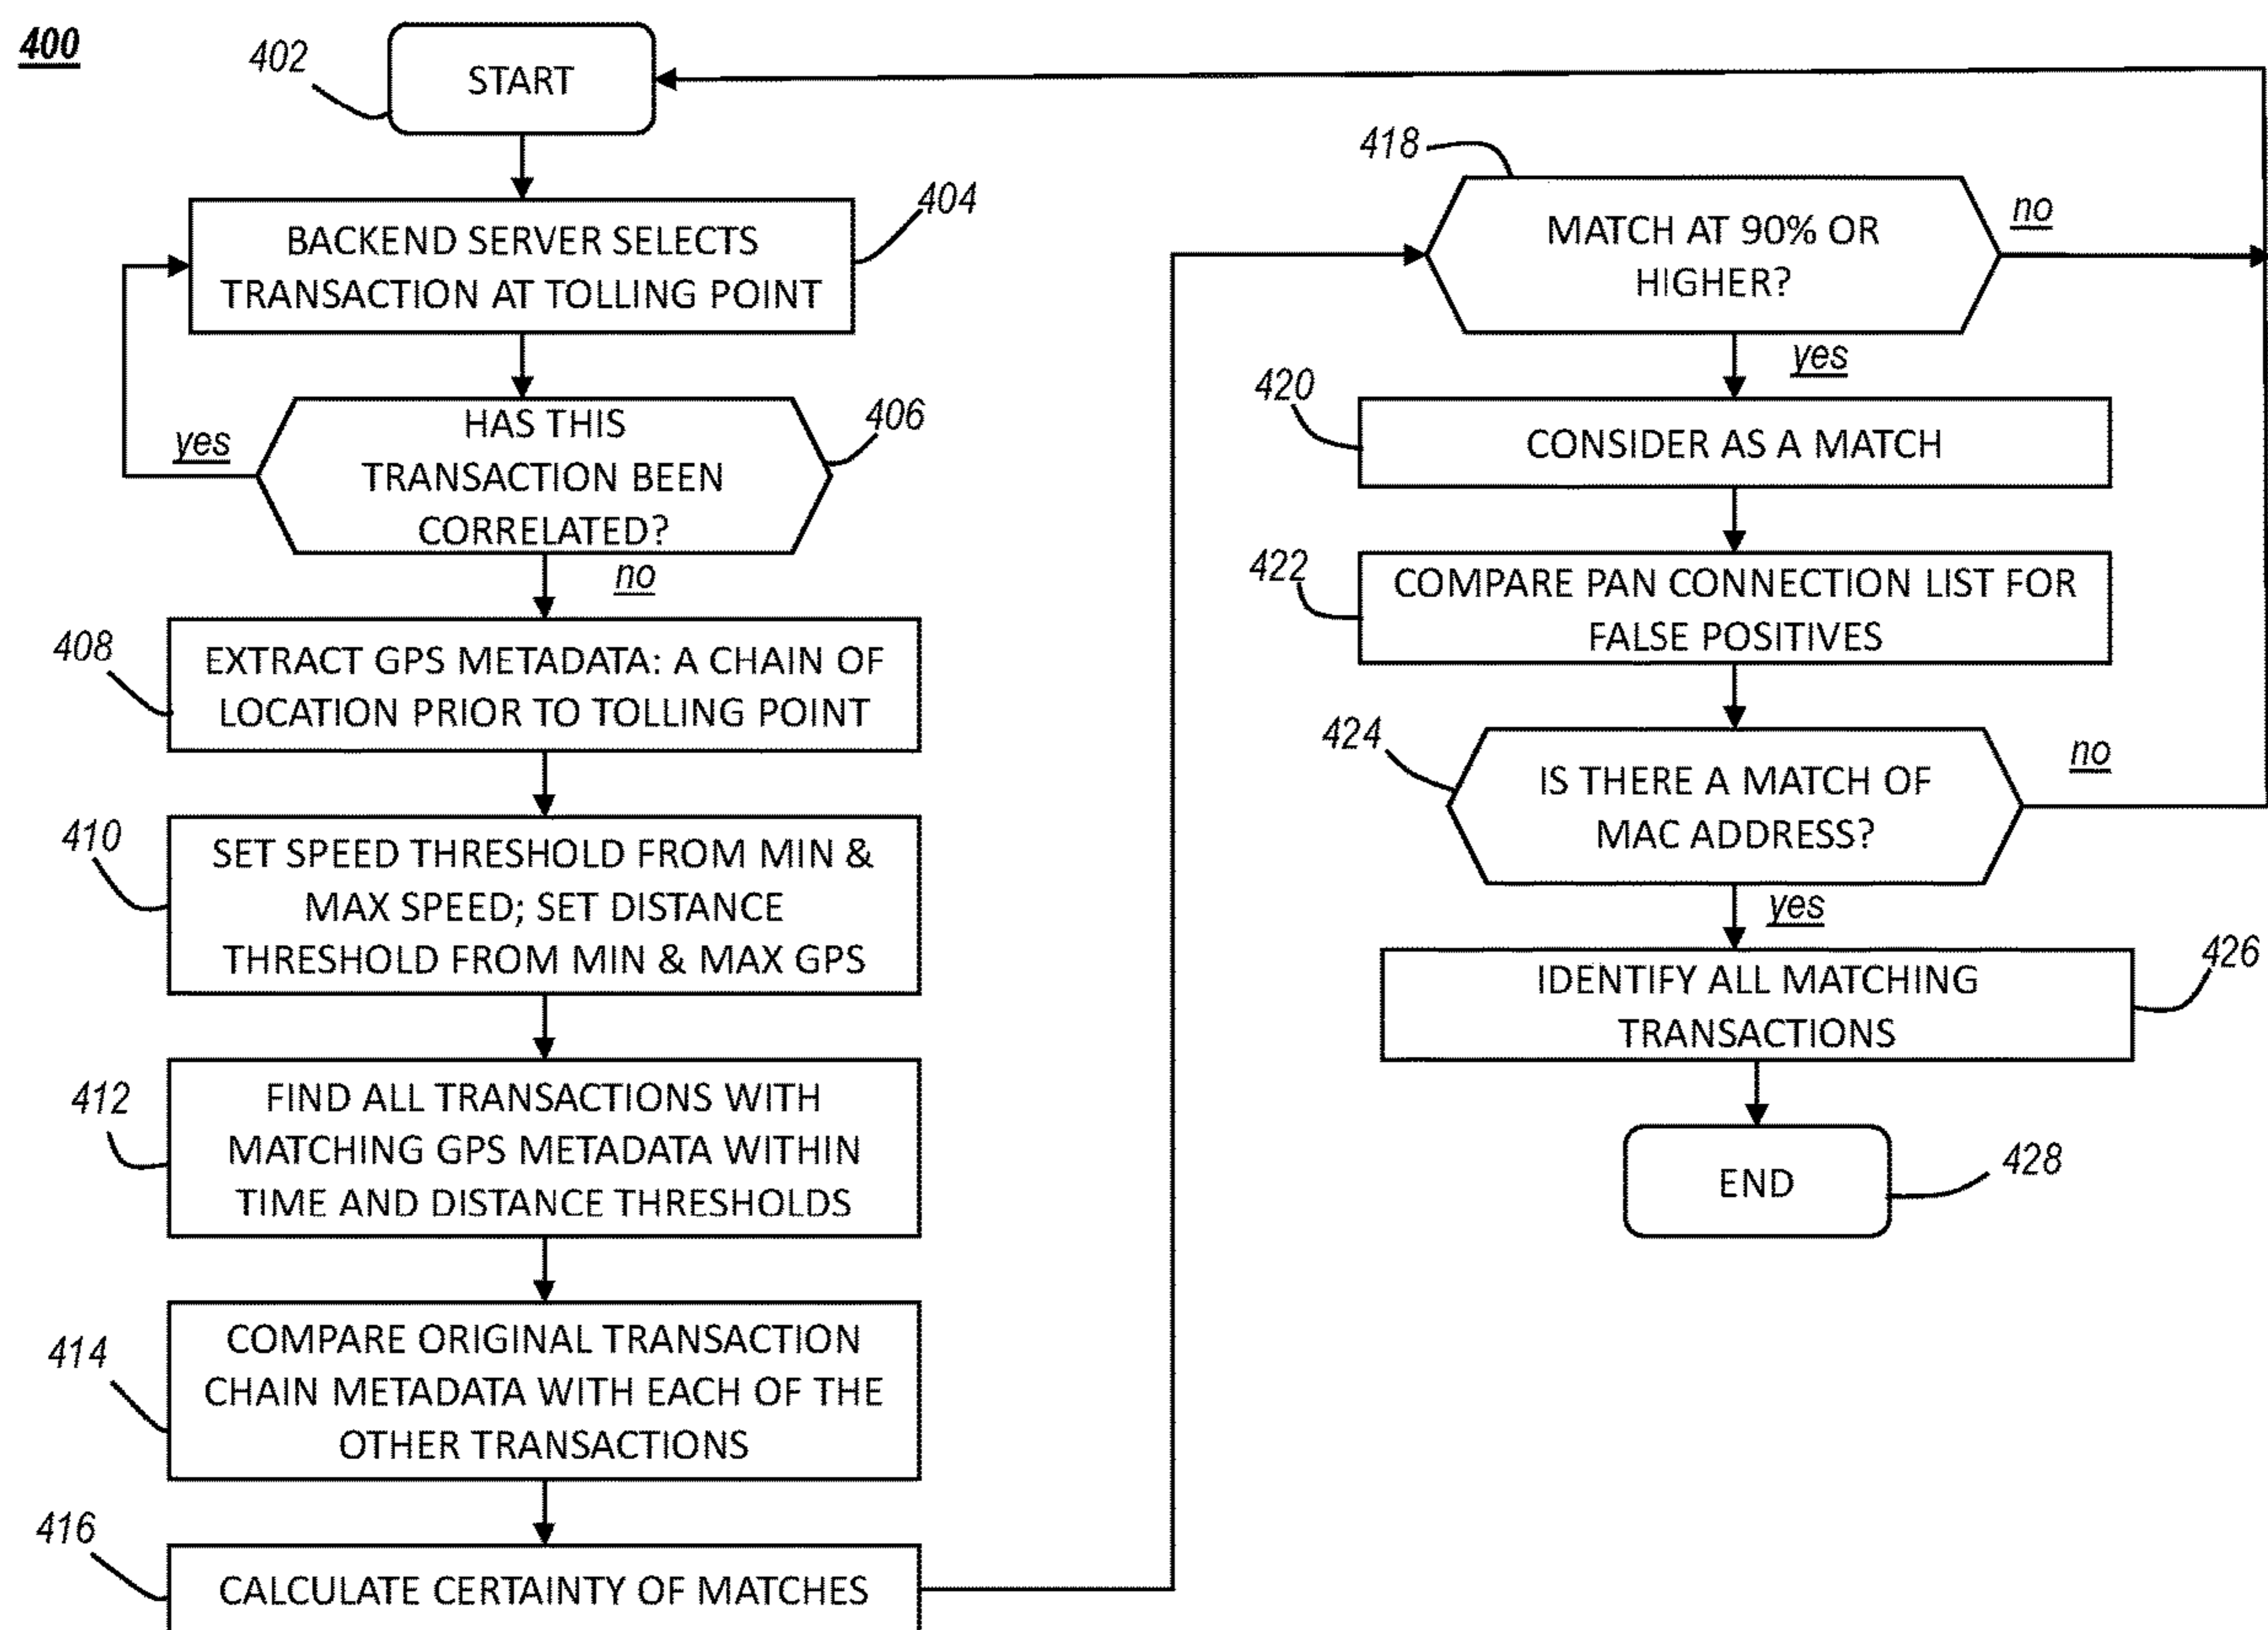 400
402
START
404
BACKEND SERVER SELECTS
TRANSACTION AT TOLLING POINT
406
HAS THIS
TRANSACTION BEEN
CORRELATED?
yes
no
408
EXTRACT GPS METADATA: A CHAIN OF
LOCATION PRIOR TO TOLLING POINT
410
SET SPEED THRESHOLD FROM MIN &
MAX SPEED; SET DISTANCE
THRESHOLD FROM MIN & MAX GPS
412
FIND ALL TRANSACTIONS WITH
MATCHING GPS METADATA WITHIN
TIME AND DISTANCE THRESHOLDS
414
COMPARE ORIGINAL TRANSACTION
CHAIN METADATA WITH EACH OF THE
OTHER TRANSACTIONS
416
CALCULATE CERTAINTY OF MATCHES
418
MATCH AT 90% OR
HIGHER?
no
yes
420
CONSIDER AS A MATCH
422
COMPARE PAN CONNECTION LIST FOR
FALSE POSITIVES
424
IS THERE A MATCH OF
MAC ADDRESS?
no
yes
426
IDENTIFY ALL MATCHING
TRANSACTIONS
END
428